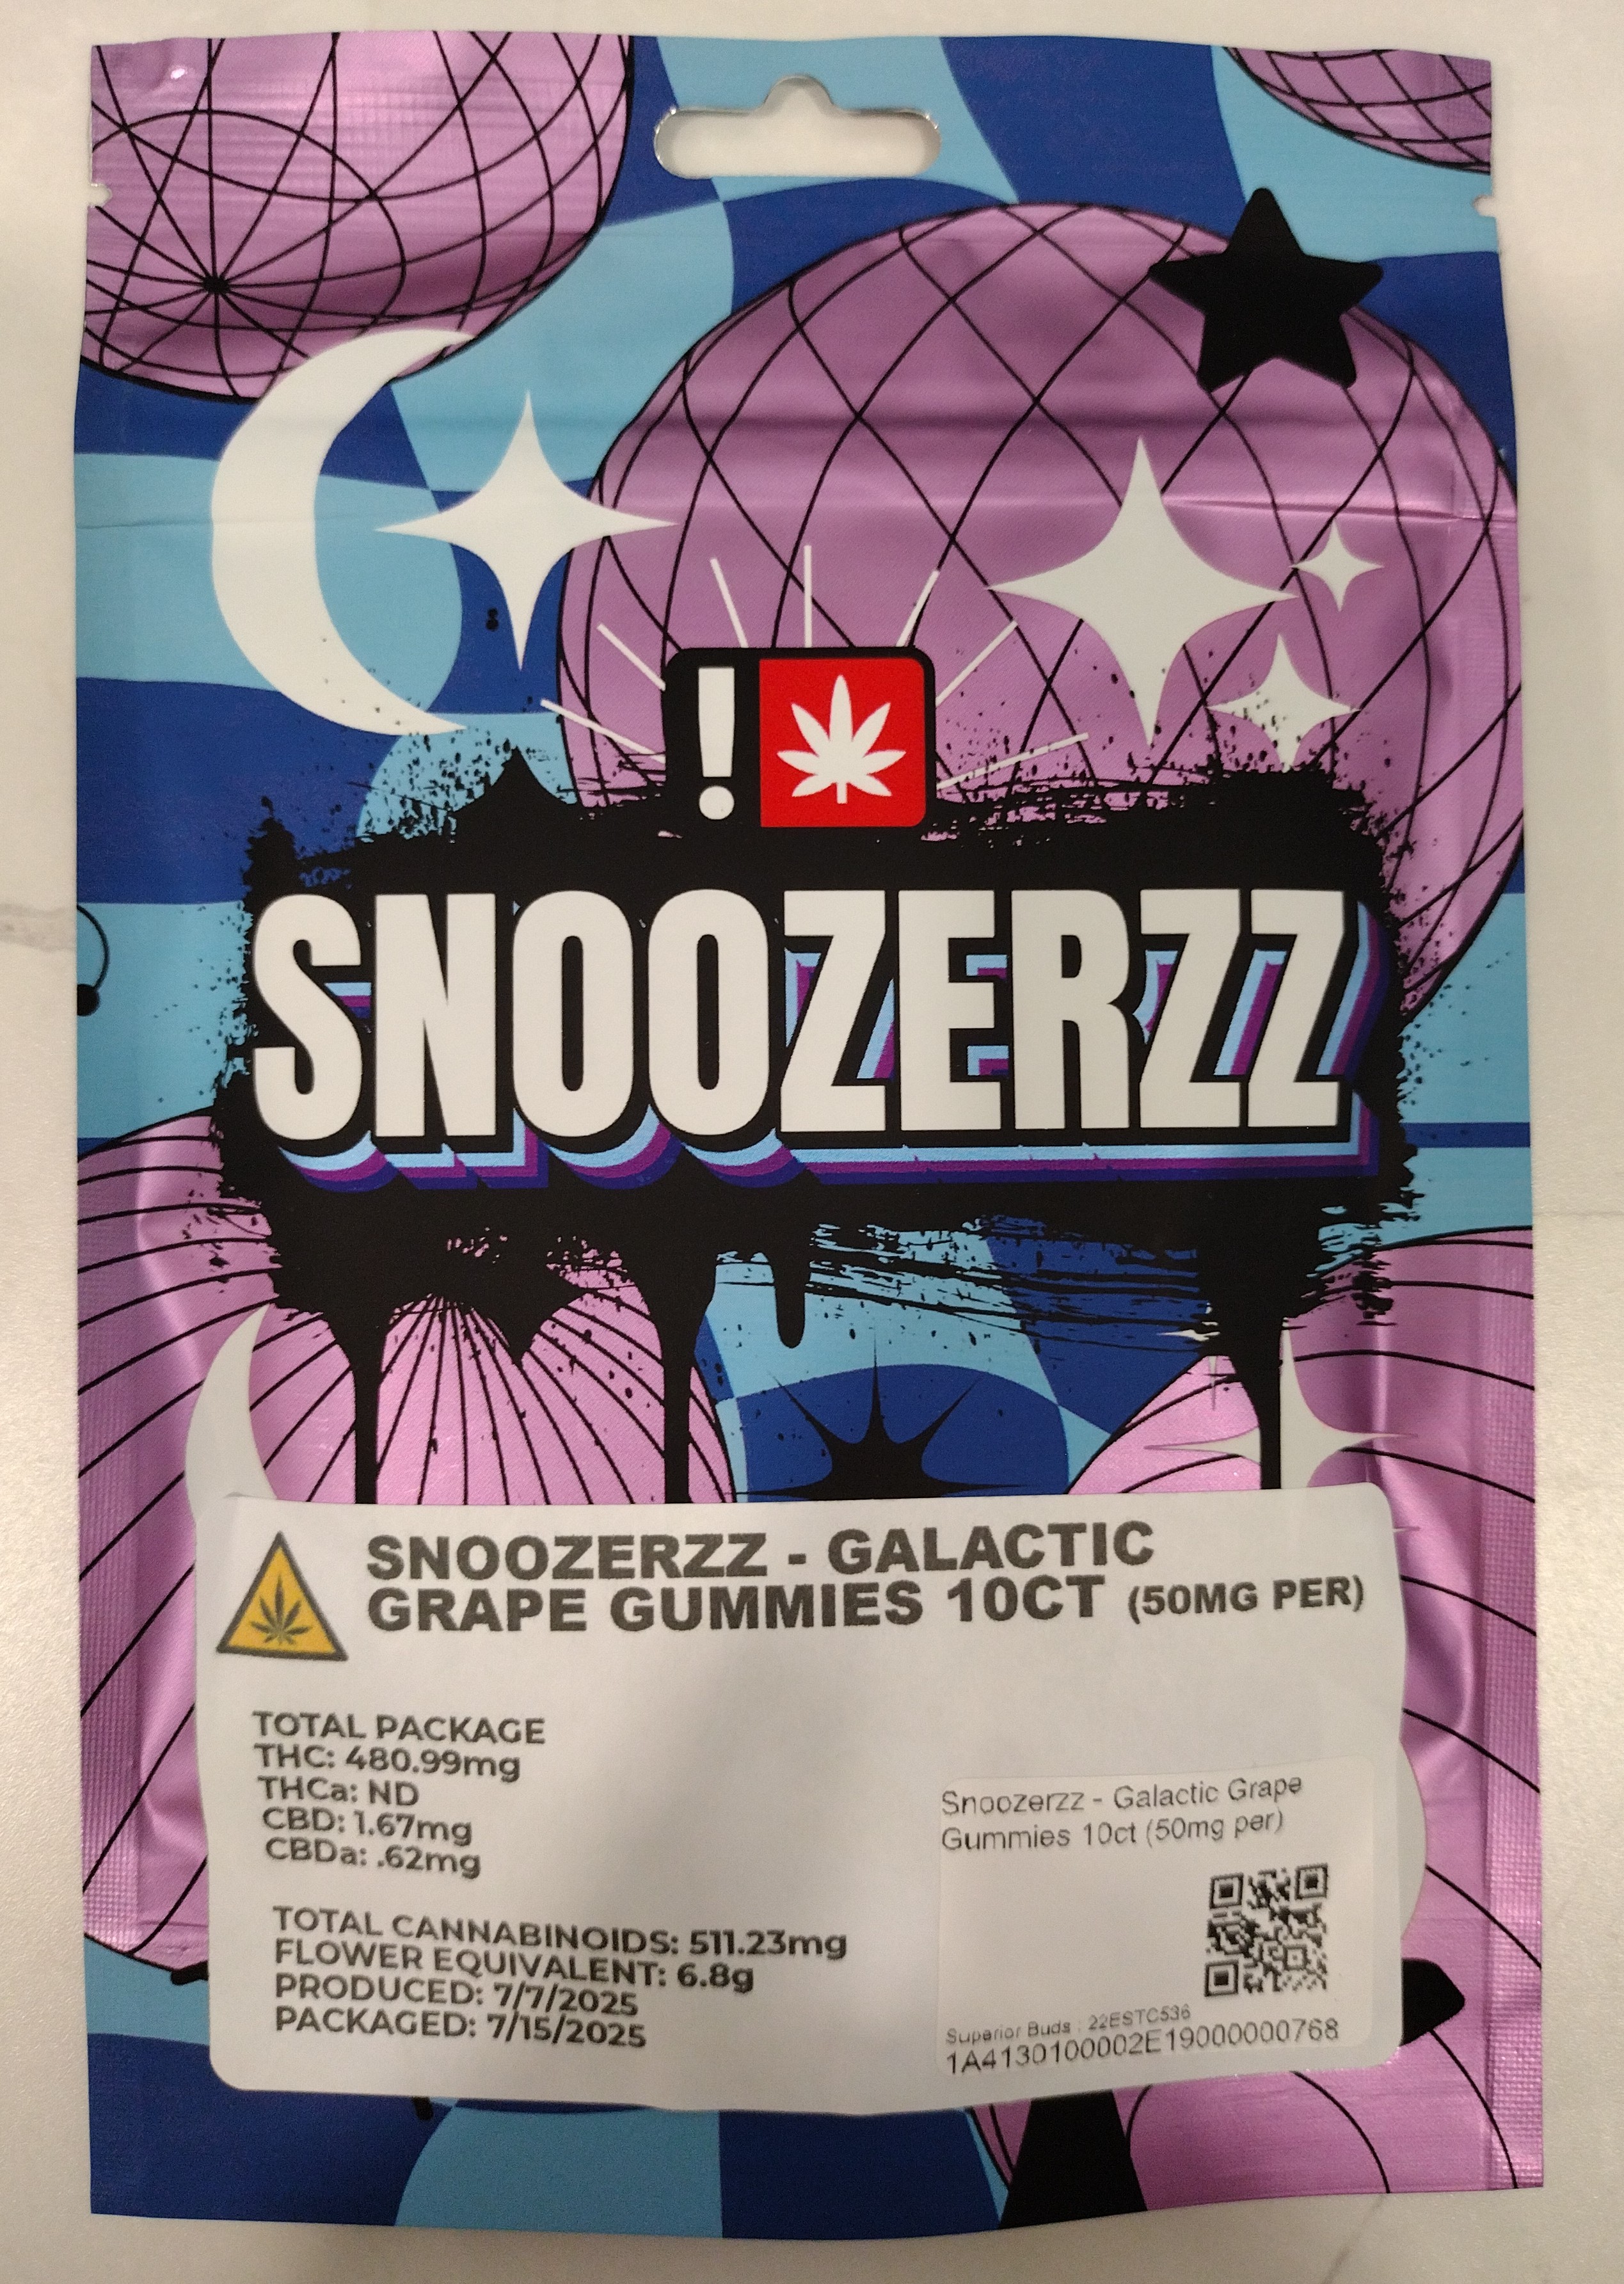 !
SNOOZERZZ
SNOOZERZZ - GALACTIC
GRAPE GUMMIES 10CT (50MG PER)
TOTAL PACKAGE
THC: 480.99mg
THCa: ND
CBD: 1.67mg
CBDa: .62mg
TOTAL CANNABINOIDS: 511.23mg
FLOWER EQUIVALENT: 6.8g
PRODUCED: 7/7/2025
PACKAGED: 7/15/2025
Snoozerzz - Galactic Grape
Gummies 10ct (50mg per)
Superior Buds : 22ESTC536
1A4130100002E19000000768